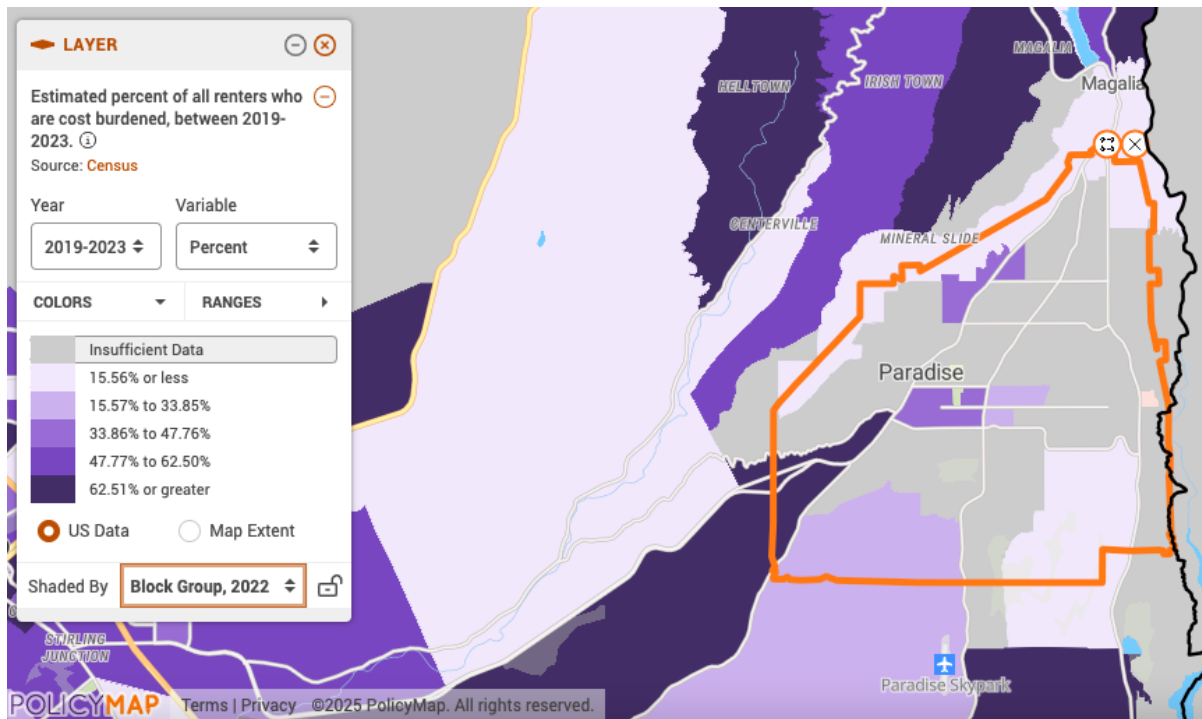 LAYER
Estimated percent of all renters who
are cost burdened, between 2019-
2023.
Source: Census
Year
Variable
2019-2023
Percent
COLORS
RANGES
Insufficient Data
15.56% or less
15.57% to 33.85%
33.86% to 47.76%
47.77% to 62.50%
62.51% or greater
US Data
Map Extent
Shaded By
Block Group, 2022
STIRLING
JUNCTION
HELLTOWN
IRISH TOWN
MAGALIA
Magalia
CENTERVILLE
MINERAL SLIDE
Paradise
Paradise Skypark
POLICYMAP
Terms | Privacy
©2025 PolicyMap. All rights reserved.